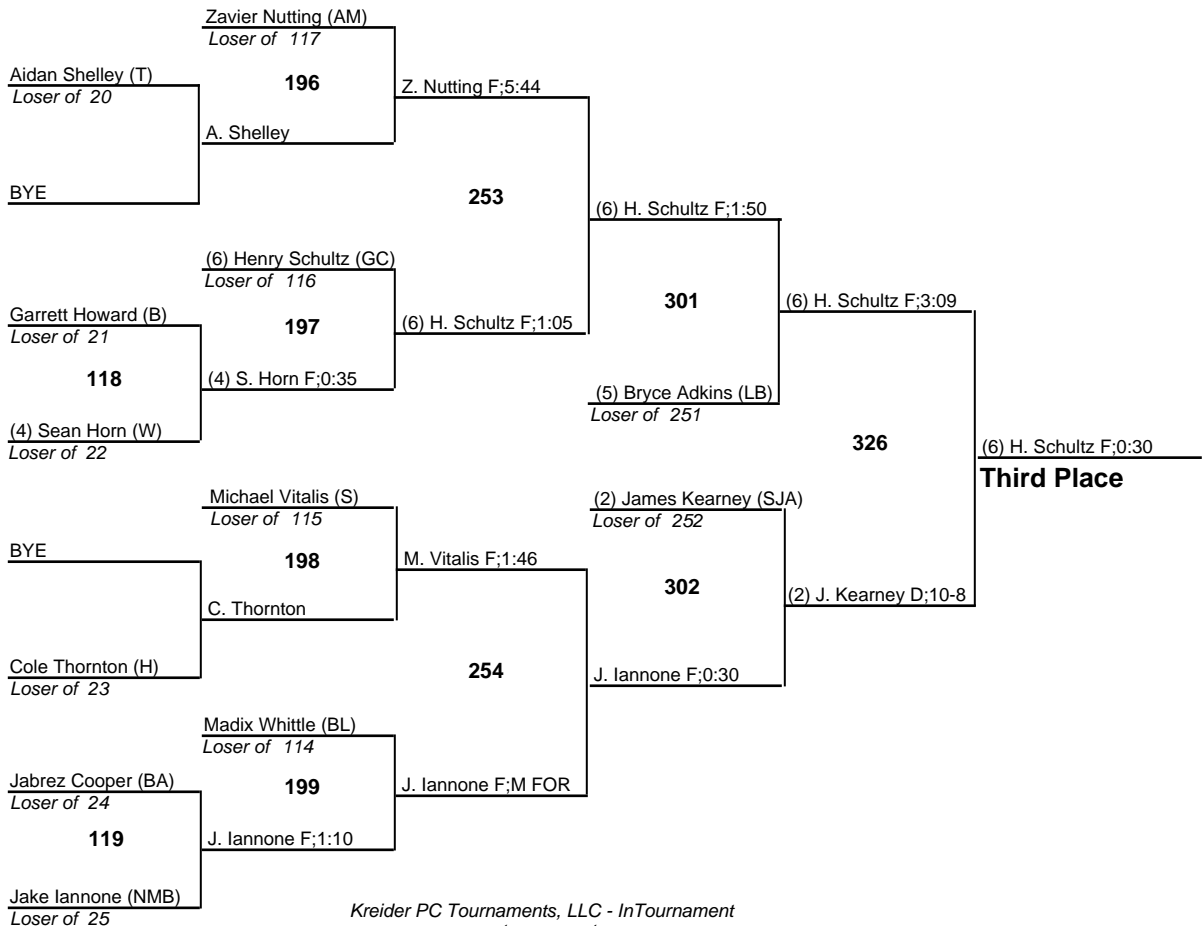 Zavier Nutting (AM)
Loser of 117
Aidan Shelley (T)
Loser of 20
196
Z. Nutting F;5:44
A. Shelley
BYE
253
(6) H. Schultz F;1:50
(6) Henry Schultz (GC)
Loser of 116
Garrett Howard (B)
Loser of 21
197
(6) H. Schultz F;1:05
301
(6) H. Schultz F;3:09
118
(4) S. Horn F;0:35
(5) Bryce Adkins (LB)
Loser of 251
(4) Sean Horn (W)
Loser of 22
326
(6) H. Schultz F;0:30
Third Place
Michael Vitalis (S)
Loser of 115
(2) James Kearney (SJA)
Loser of 252
BYE
198
M. Vitalis F;1:46
302
C. Thornton
(2) J. Kearney D;10-8
Cole Thornton (H)
Loser of 23
254
J. Iannone F;0:30
Madix Whittle (BL)
Loser of 114
Jabrez Cooper (BA)
Loser of 24
199
J. Iannone F;M FOR
119
J. Iannone F;1:10
Jake Iannone (NMB)
Loser of 25
Kreider PC Tournaments, LLC - InTournament